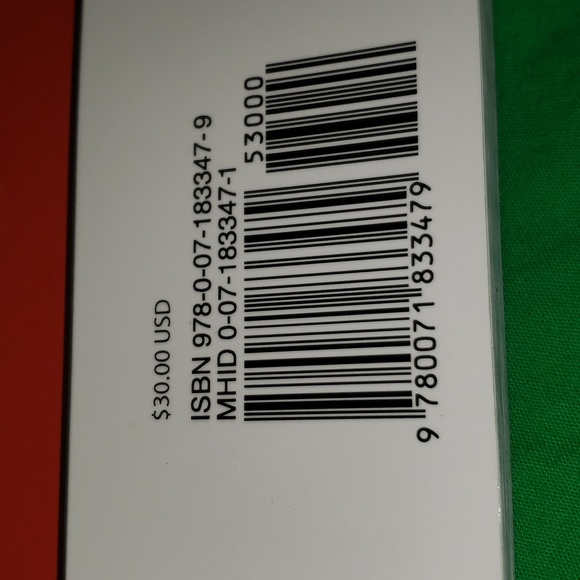 $30.00 USD
ISBN 978-0-07-183347-9
MHID 0-07-183347-1
53000
9 780071 833479